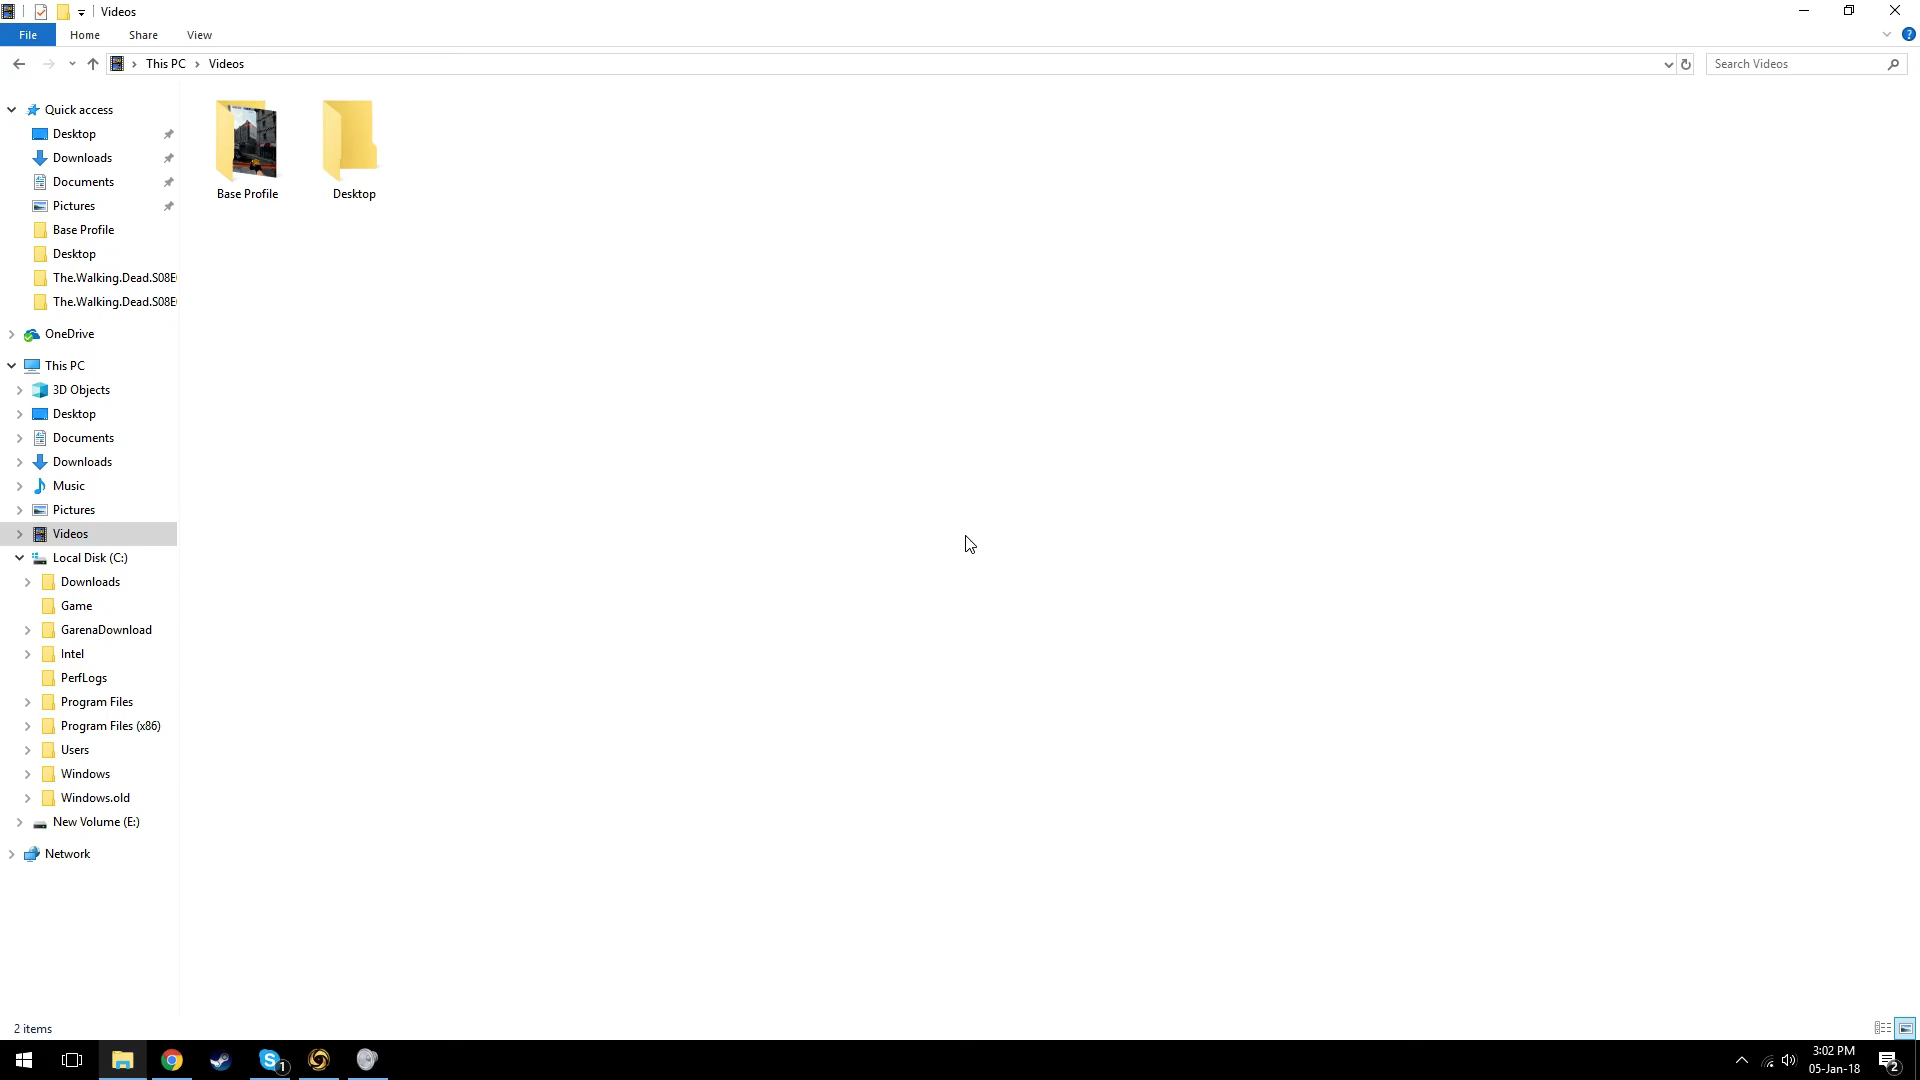 Videos
File Home Share View
This PC Videos
Search Videos
Quick access
Desktop
Downloads
Documents
Pictures
Base Profile
Desktop
The.Walking.Dead.S08E
The.Walking.Dead.S08E
OneDrive
This PC
3D Objects
Desktop
Documents
Downloads
Music
Pictures
Videos
Local Disk (C:)
Downloads
Game
GarenaDownload
Intel
PerfLogs
Program Files
Program Files (x86)
Users
Windows
Windows.old
New Volume (E:)
Network
Base Profile
Desktop
2 items
1
3:02 PM
05-Jan-18
2